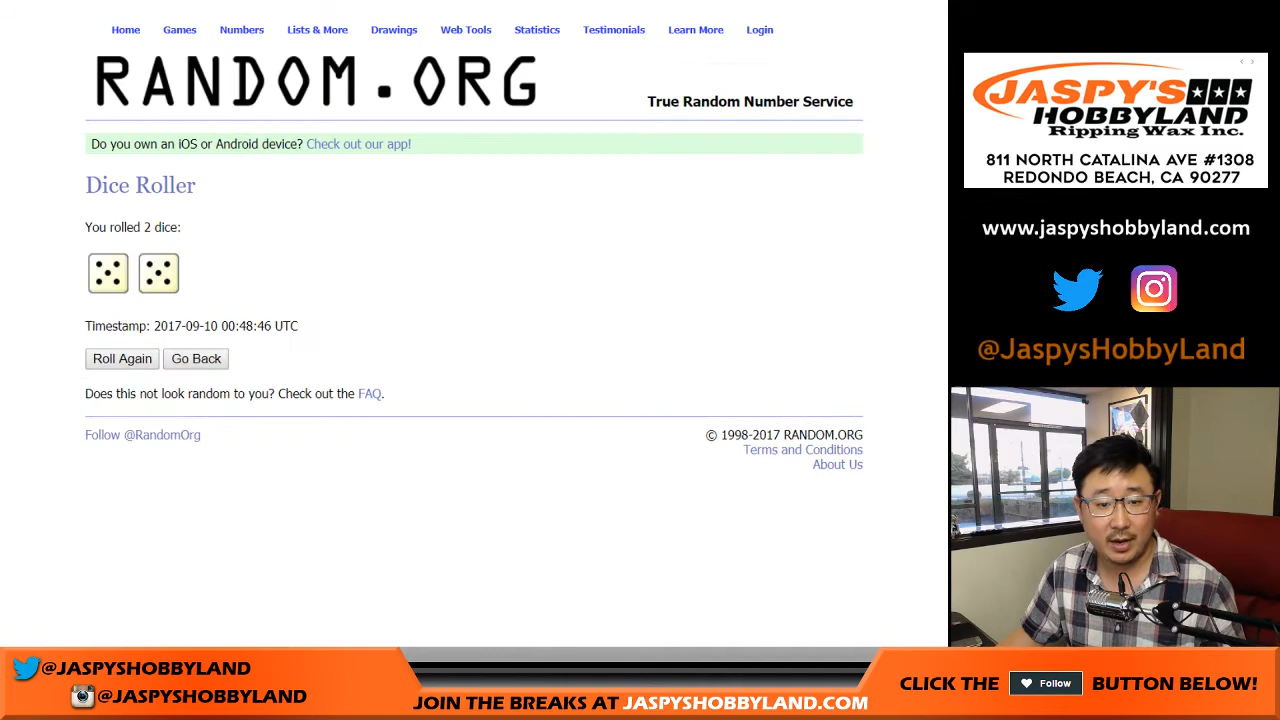 Home Games Numbers Lists & More Drawings Web Tools Statistics Testimonials Learn More Login
RANDOM.ORG
True Random Number Service
Do you own an iOS or Android device? Check out our app!
Dice Roller
You rolled 2 dice:
Timestamp: 2017-09-10 00:48:46 UTC
Roll Again Go Back
Does this not look random to you? Check out the FAQ.
Follow @RandomOrg
© 1998-2017 RANDOM.ORG
Terms and Conditions
About Us
JASPY'S
HOBBYLAND
Ripping Wax Inc.
811 NORTH CATALINA AVE #1308
REDONDO BEACH, CA 90277
www.jaspyshobbyland.com
@JaspysHobbyLand
@JASPYSHOBBYLAND
@JASPYSHOBBYLAND
JOIN THE BREAKS AT JASPYSHOBBYLAND.COM
CLICK THE Follow BUTTON BELOW!